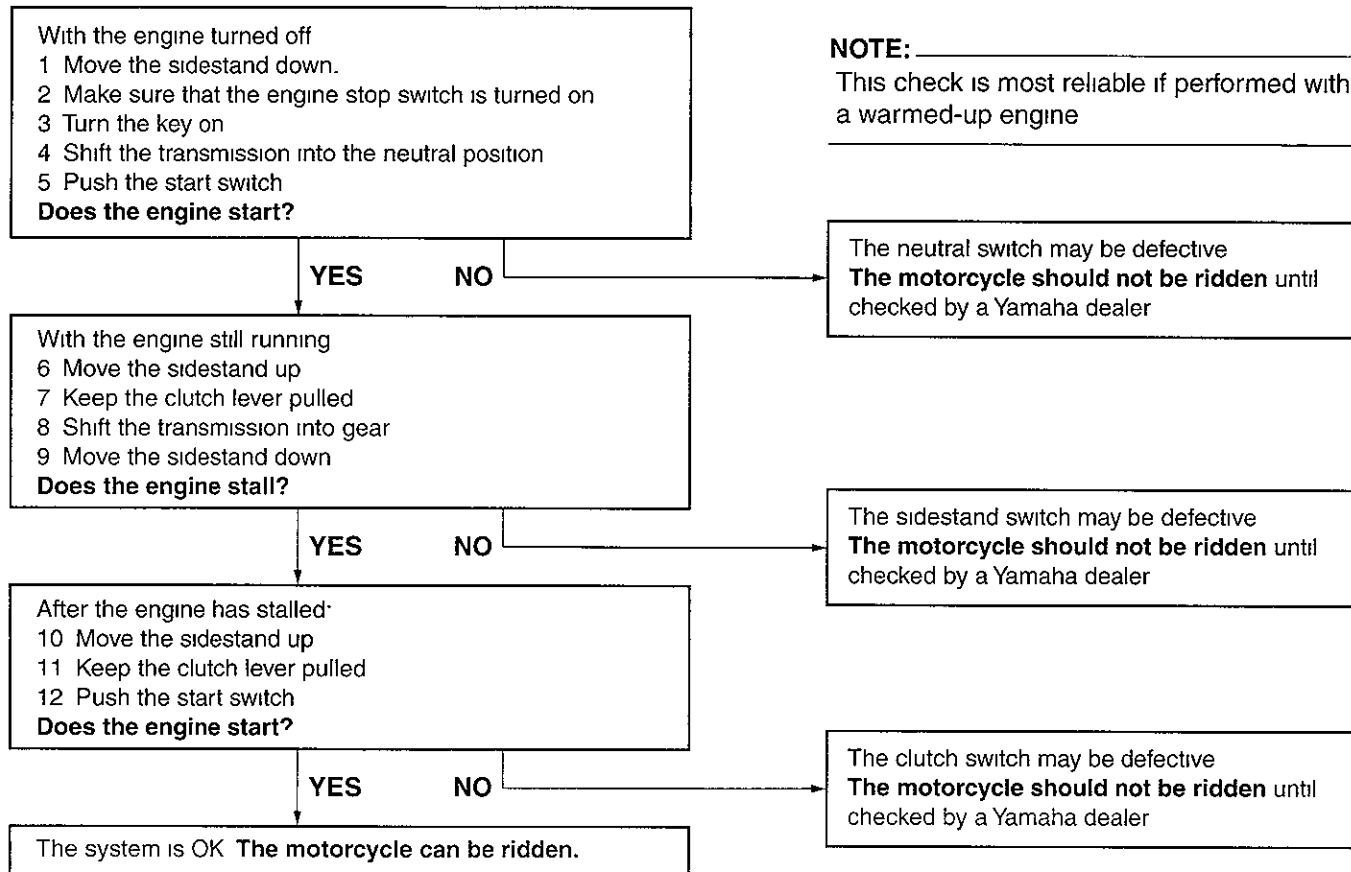 With the engine turned off
1 Move the sidestand down.
2 Make sure that the engine stop switch is turned on
3 Turn the key on
4 Shift the transmission into the neutral position
5 Push the start switch
Does the engine start?
NOTE:
This check is most reliable if performed with
a warmed-up engine
YES NO
The neutral switch may be defective
The motorcycle should not be ridden until
checked by a Yamaha dealer
With the engine still running
6 Move the sidestand up
7 Keep the clutch lever pulled
8 Shift the transmission into gear
9 Move the sidestand down
Does the engine stall?
YES NO
The sidestand switch may be defective
The motorcycle should not be ridden until
checked by a Yamaha dealer
After the engine has stalled·
10 Move the sidestand up
11 Keep the clutch lever pulled
12 Push the start switch
Does the engine start?
YES NO
The clutch switch may be defective
The motorcycle should not be ridden until
checked by a Yamaha dealer
The system is OK The motorcycle can be ridden.